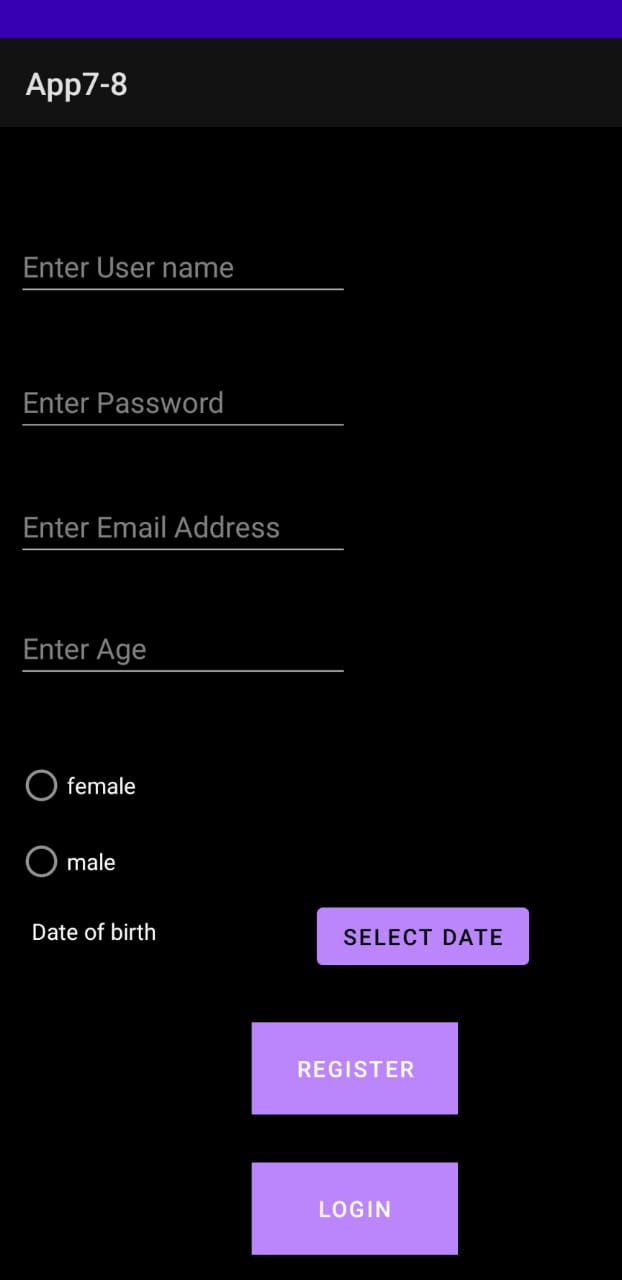 App7-8
Enter User name
Enter Password
Enter Email Address
Enter Age
female
male
Date of birth
SELECT DATE
REGISTER
LOGIN